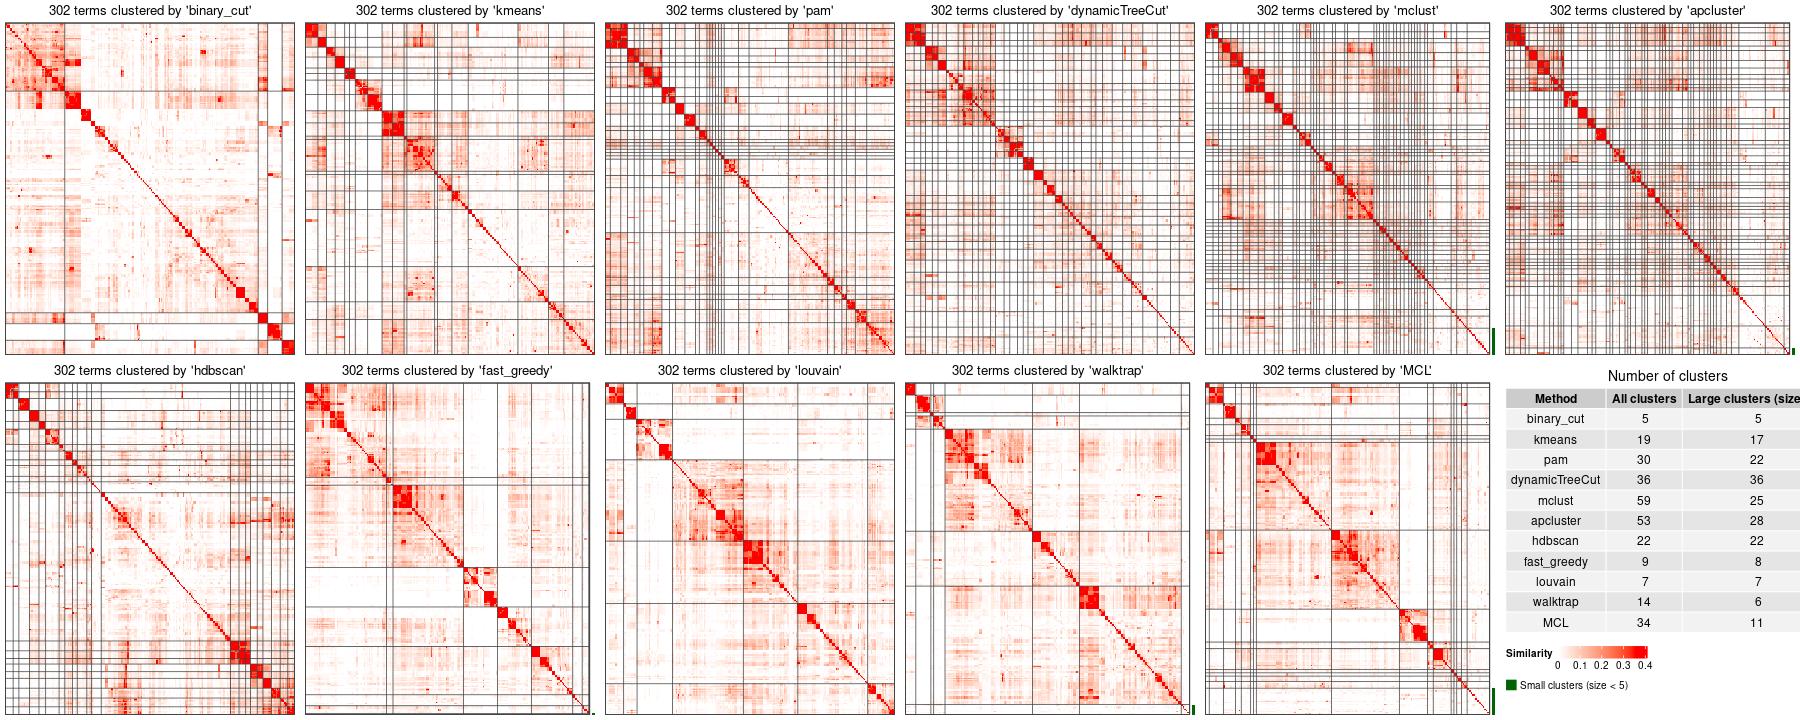 302 terms clustered by 'binary_cut'
302 terms clustered by 'kmeans'
302 terms clustered by 'pam'
302 terms clustered by 'dynamicTreeCut'
302 terms clustered by 'mclust'
302 terms clustered by 'apcluster'
302 terms clustered by 'hdbscan'
302 terms clustered by 'fast_greedy'
302 terms clustered by 'louvain'
302 terms clustered by 'walktrap'
302 terms clustered by 'MCL'
Number of clusters
Method All clusters Large clusters (size
binary_cut 5 5
kmeans 19 17
pam 30 22
dynamicTreeCut 36 36
mclust 59 25
apcluster 53 28
hdbscan 22 22
fast_greedy 9 8
louvain 7 7
walktrap 14 6
MCL 34 11
Similarity
0 0.1 0.2 0.3 0.4
Small clusters (size < 5)